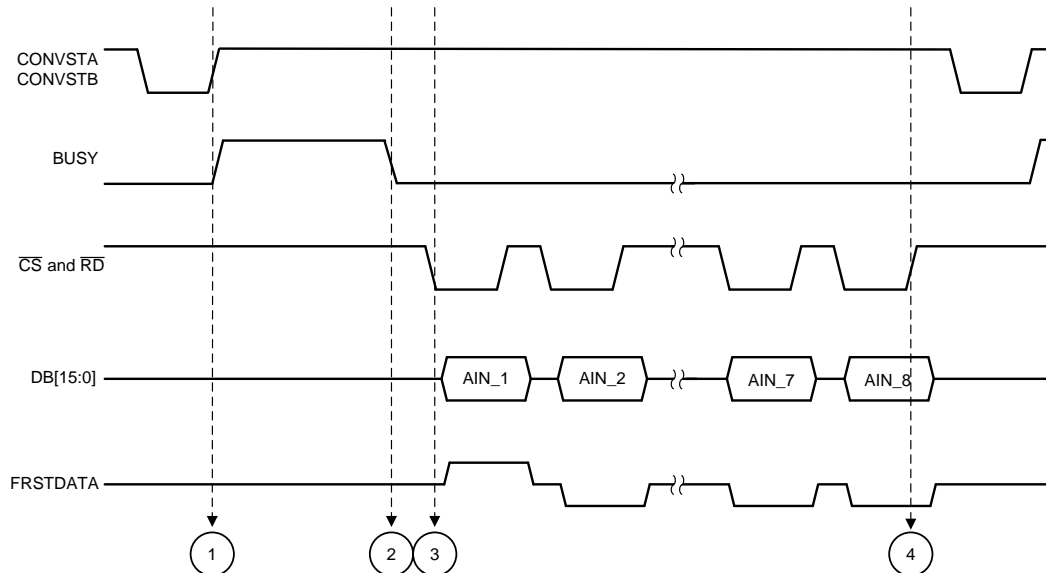 CONVSTA
CONVSTB
BUSY
CS and RD
DB[15:0]
AIN_1
AIN_2
AIN_7
AIN_8
FRSTDATA
1
2
3
4